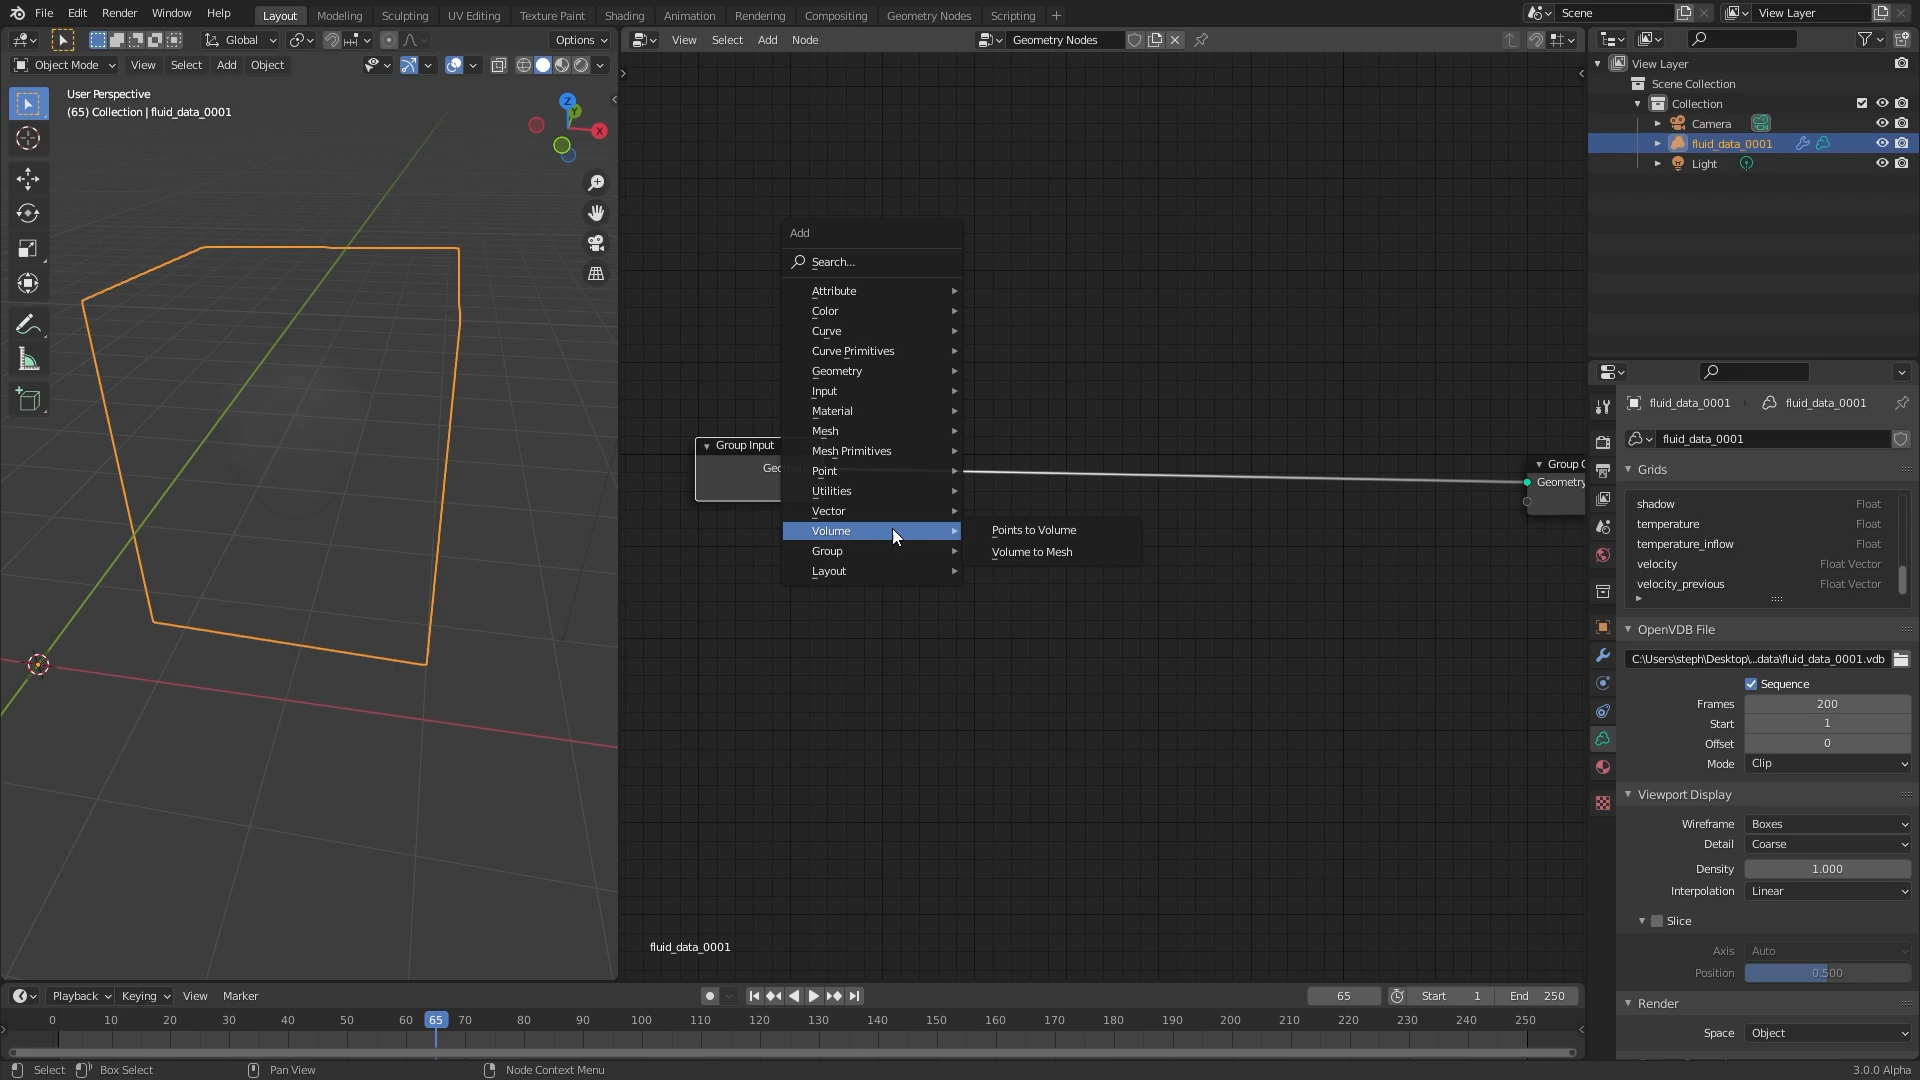 File Edit Render Window Help Layout Modeling Sculpting UV Editing Texture Paint Shading Animation Rendering Compositing Geometry Nodes Scripting + Scene View Layer
Global Options View Select Add Node Geometry Nodes
Object Mode View Select Add Object
User Perspective
(65) Collection | fluid_data_0001
Z
Y
X
Add
Search...
Attribute
Color
Curve
Curve Primitives
Geometry
Input
Material
Mesh
Mesh Primitives
Point
Utilities
Vector
Volume
Group
Layout
Points to Volume
Volume to Mesh
Group Input
Geo
Group O
Geometry
fluid_data_0001
View Layer
Scene Collection
Collection
Camera
fluid_data_0001
Light
fluid_data_0001 fluid_data_0001
fluid_data_0001
Grids
shadow Float
temperature Float
temperature_inflow Float
velocity Float Vector
velocity_previous Float Vector
OpenVDB File
C:\Users\steph\Desktop\..data\fluid_data_0001.vdb
Sequence
Frames 200
Start 1
Offset 0
Mode Clip
Viewport Display
Wireframe Boxes
Detail Coarse
Density 1.000
Interpolation Linear
Slice
Axis Auto
Position 0.500
Render
Space Object
Playback Keying View Marker 65 Start 1 End 250
0 10 20 30 40 50 60 65 70 80 90 100 110 120 130 140 150 160 170 180 190 200 210 220 230 240 250
Select Box Select Pan View Node Context Menu 3.0.0 Alpha